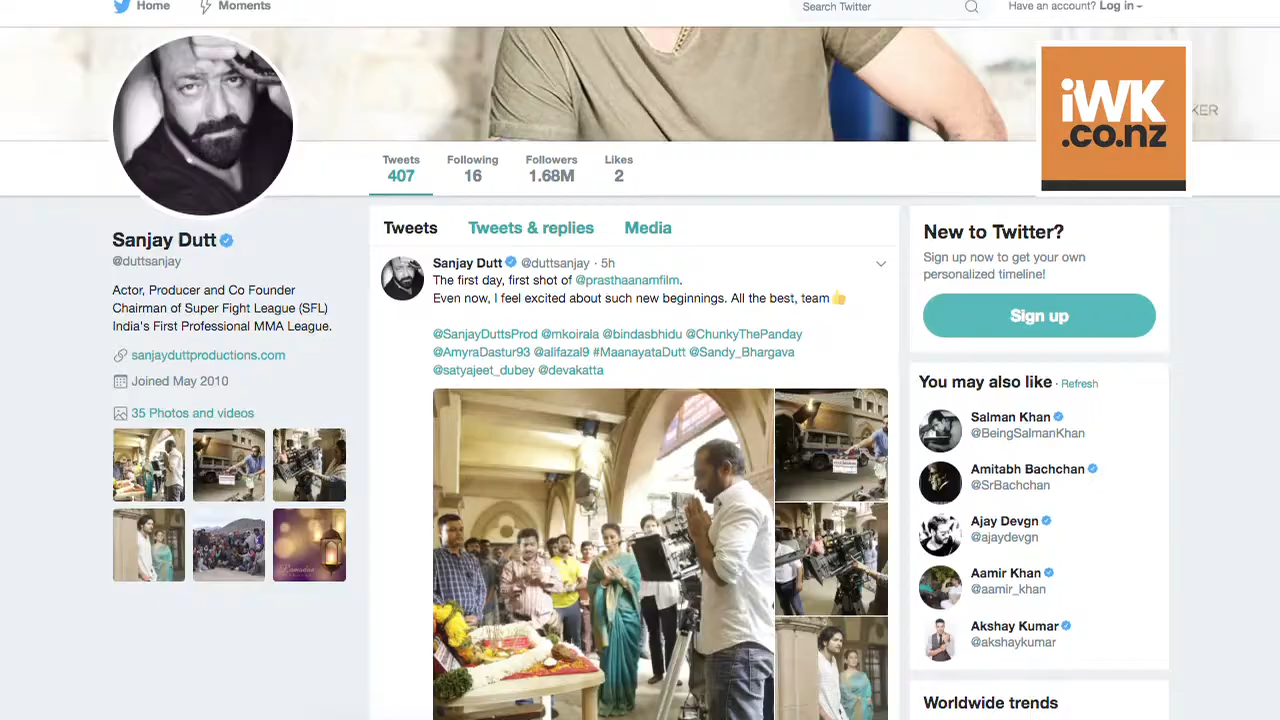 Home
Moments
Search Twitter
Have an account? Log in
iWK
.co.nz
KER
Tweets
407
Following
16
Followers
1.68M
Likes
2
Sanjay Dutt
@duttsanjay
Actor, Producer and Co Founder
Chairman of Super Fight League (SFL)
India's First Professional MMA League.
sanjayduttproductions.com
Joined May 2010
35 Photos and videos
Tweets
Tweets & replies
Media
Sanjay Dutt @duttsanjay · 5h
The first day, first shot of @prasthaanamfilm.
Even now, I feel excited about such new beginnings. All the best, team👍
@SanjayDuttsProd @mkoirala @bindasbhidu @ChunkyThePanday
@AmyraDastur93 @alifazal9 #MaanayataDutt @Sandy_Bhargava
@satyajeet_dubey @devakatta
New to Twitter?
Sign up now to get your own
personalized timeline!
Sign up
You may also like · Refresh
Salman Khan
@BeingSalmanKhan
Amitabh Bachchan
@SrBachchan
Ajay Devgn
@ajaydevgn
Aamir Khan
@aamir_khan
Akshay Kumar
@akshaykumar
Worldwide trends